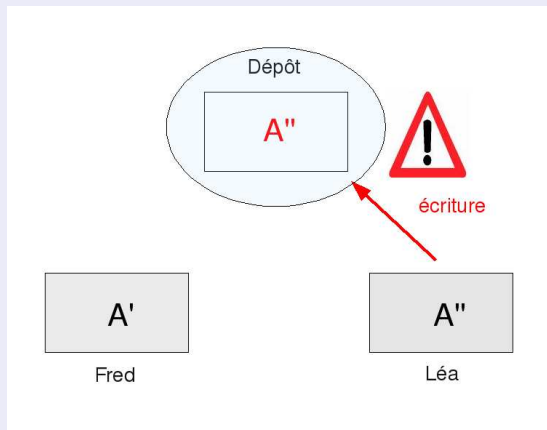 Dépôt
A"
!
écriture
A'
A"
Fred
Léa